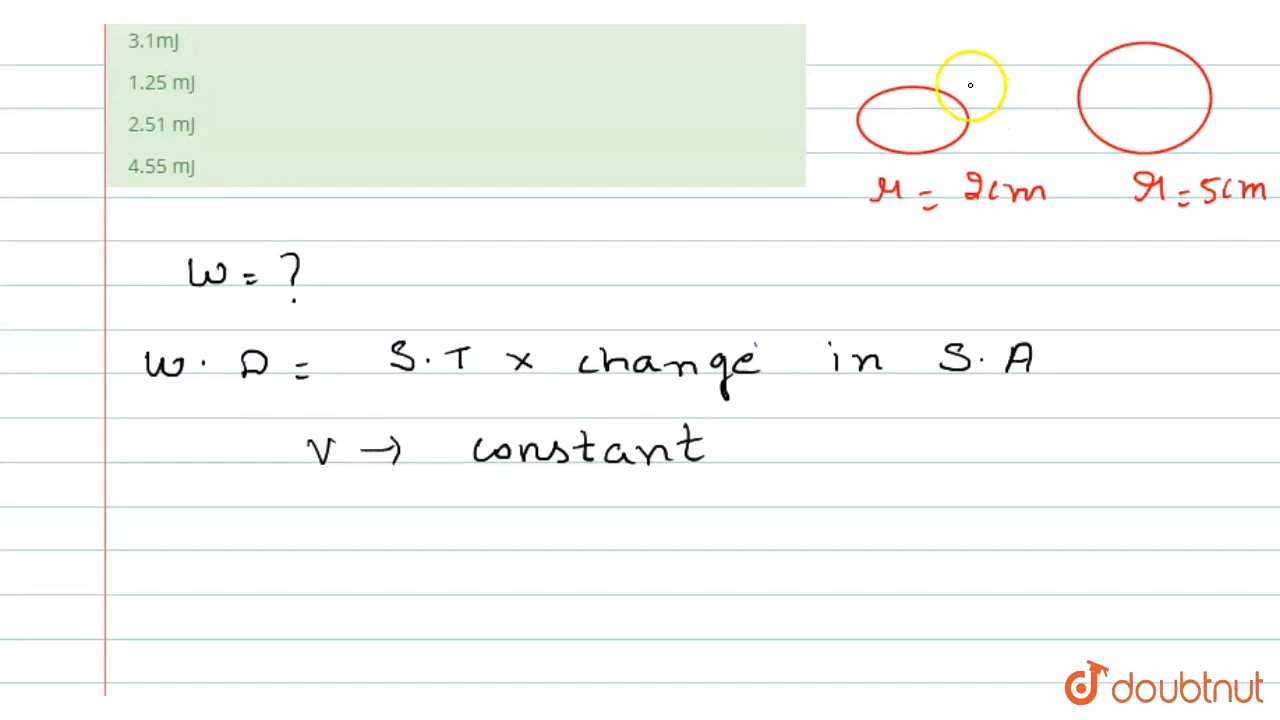 3.1mJ
1.25 mJ
2.51 mJ
4.55 mJ
r = 2cm
r = 5cm
W = ?
W. D = S.T × change in S.A
V → constant
doubtnut